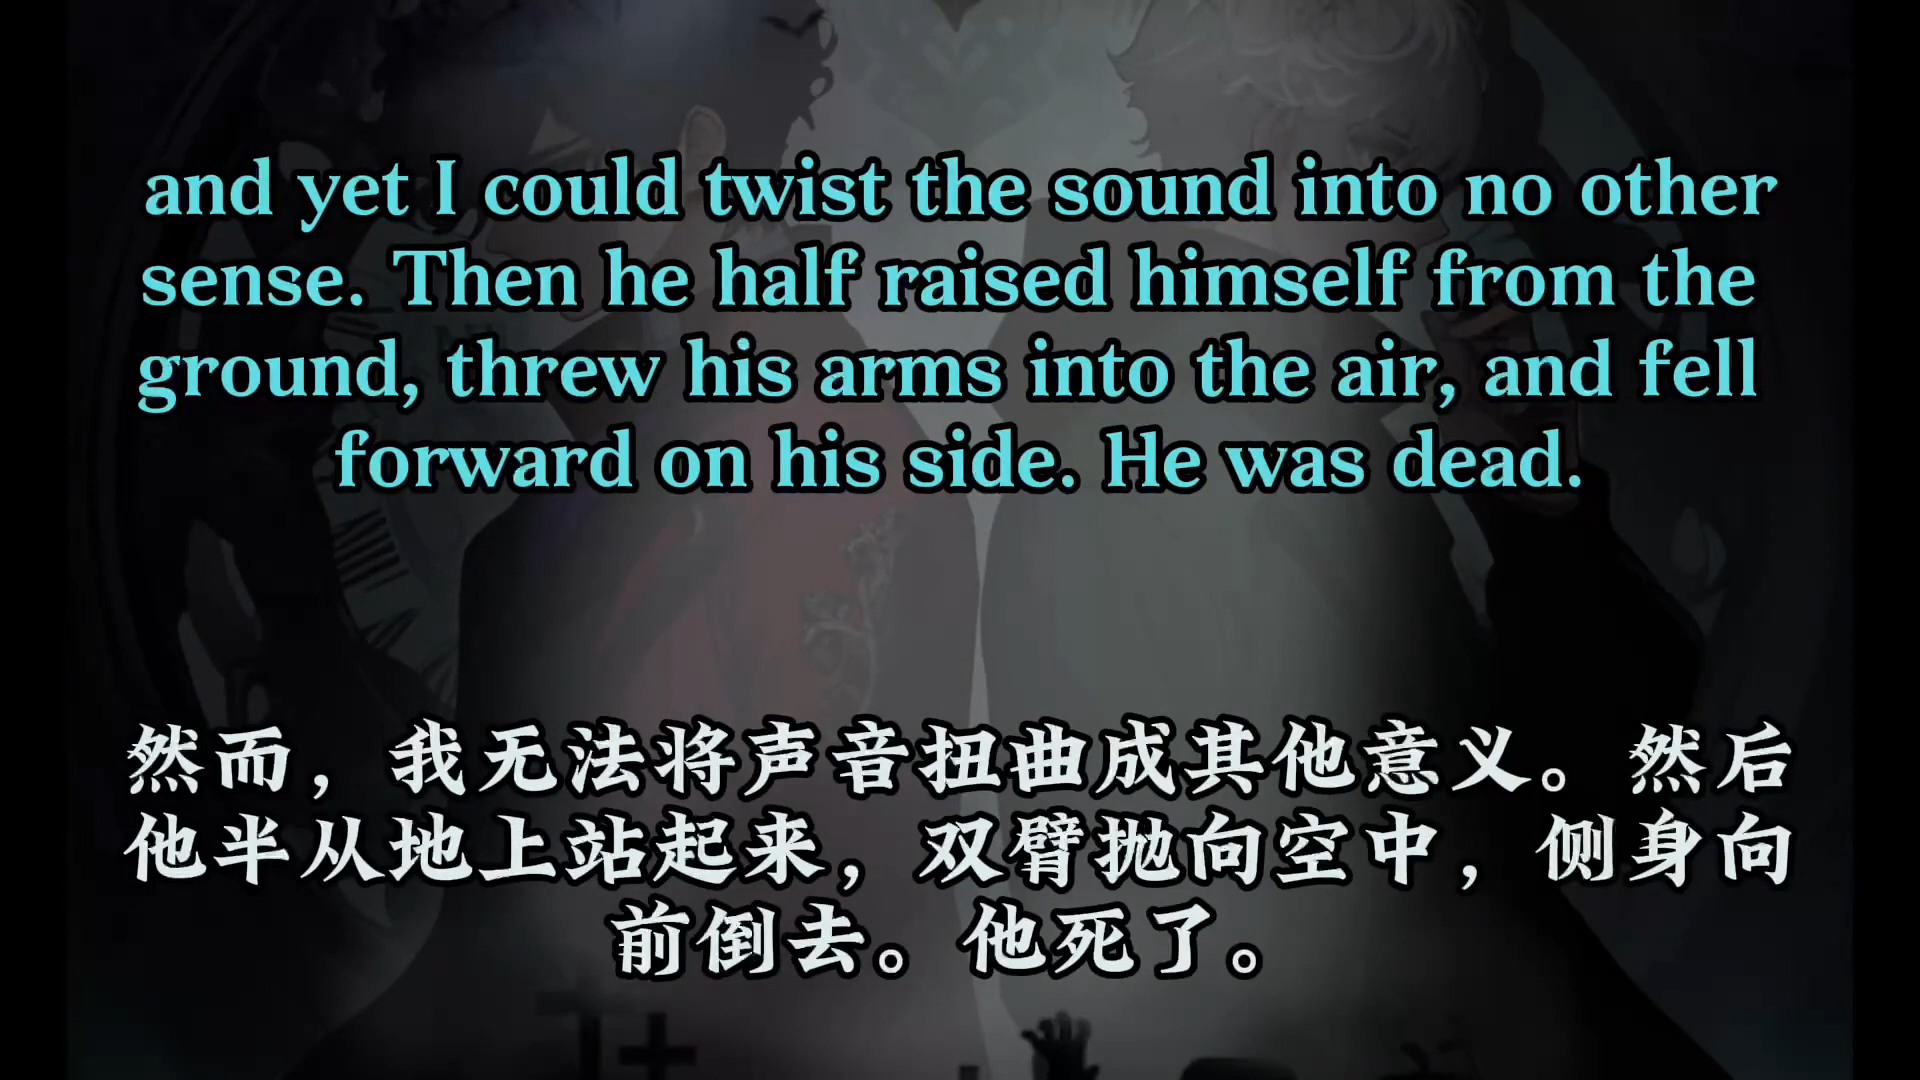 and yet I could twist the sound into no other
sense. Then he half raised himself from the
ground, threw his arms into the air, and fell
forward on his side. He was dead.
然而，我无法将声音扭曲成其他意义。然后
他半从地上站起来，双臂抛向空中，侧身向
前倒去。他死了。